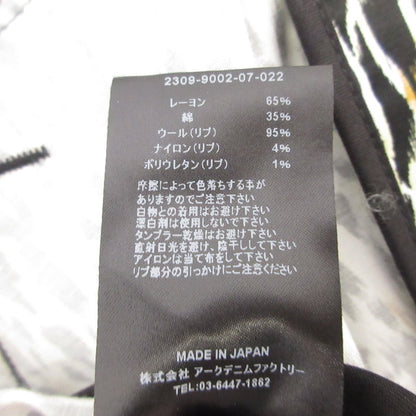 2309-9002-07-022
レーヨン 65%
綿 35%
ウール(リブ) 95%
ナイロン(リブ) 4%
ポリウレタン(リブ) 1%
摩擦によって色落ちする事が
ありますのでご注意下さい
白物との着用はお避け下さい
漂白剤は使用しないで下さい
タンブラー乾燥はお避け下さい
直射日光を避け、陰干しして下さい
アイロンは当て布をして下さい
リブ部分の引っかけにご注意下さい
MADE IN JAPAN
株式会社 アークデニムファクトリー
TEL:03-6447-1862